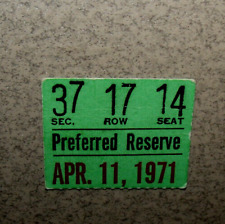 37 17 14
SEC. ROW SEAT
Preferred Reserve
APR. 11, 1971